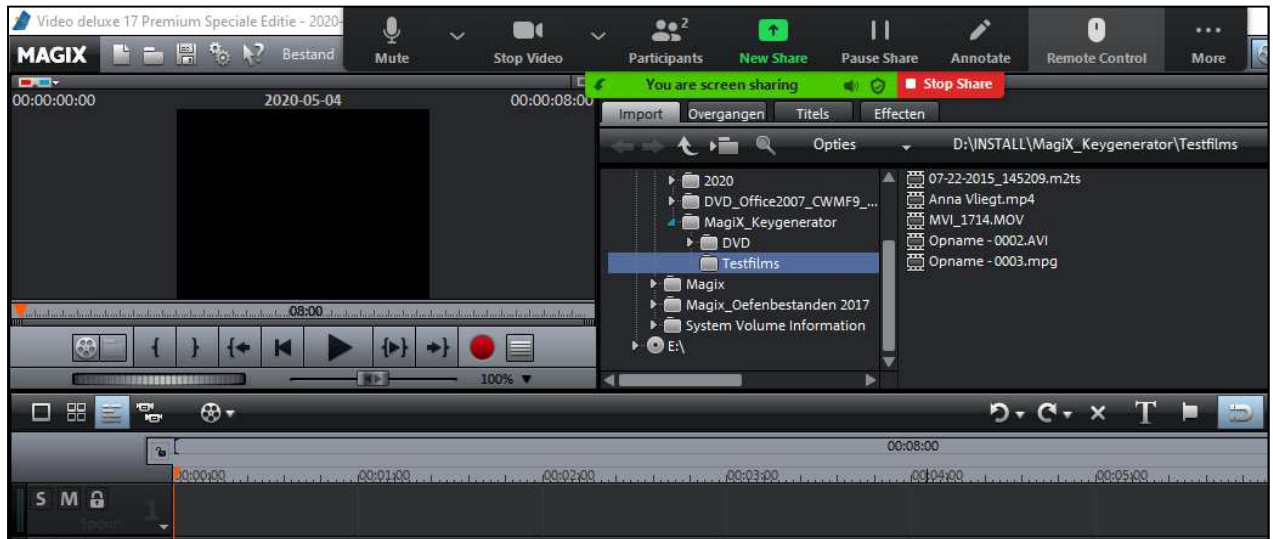 Video deluxe 17 Premium Speciale Editie - 2020-
Mute
Stop Video
Participants 2
New Share
Pause Share
Annotate
Remote Control
More
MAGIX
Bestand
You are screen sharing
Stop Share
00:00:00:00
2020-05-04
00:00:08:00
Import
Overgangen
Titels
Effecten
Opties
D:\INSTALL\MagiX_Keygenerator\Testfilms
2020
DVD_Office2007_CWMF9_...
MagiX_Keygenerator
DVD
Testfilms
Magix
Magix_Oefenbestanden 2017
System Volume Information
E:\
07-22-2015_145209.m2ts
Anna Vliegt.mp4
MVI_1714.MOV
Opname - 0002.AVI
Opname - 0003.mpg
08:00
100%
T
00:08:00
00:00:00
00:01:00
00:02:00
00:03:00
00:04:00
00:05:00
S M
1
Spoor